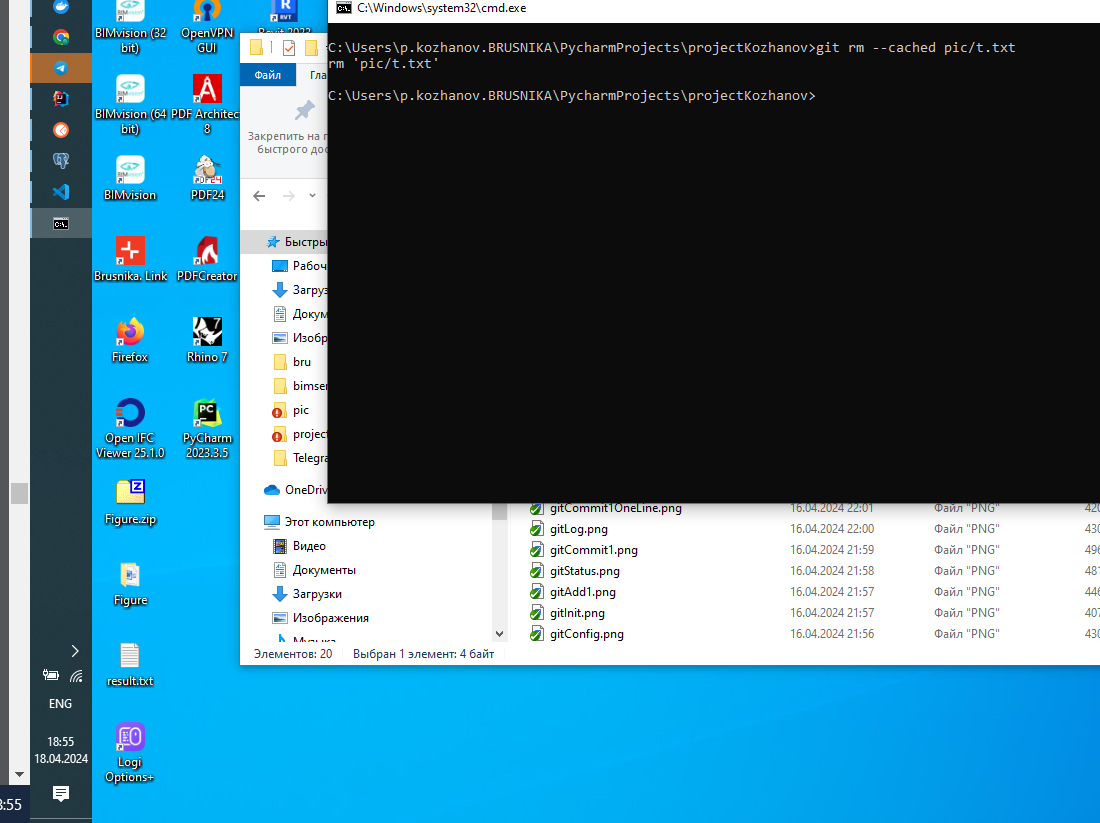 C:\Windows\system32\cmd.exe
C:\Users\p.kozhanov.BRUSNIKA\PycharmProjects\projectKozhanov>git rm --cached pic/t.txt
rm 'pic/t.txt'
C:\Users\p.kozhanov.BRUSNIKA\PycharmProjects\projectKozhanov>
BIMvision (32
bit)
OpenVPN
GUI
Revit 2022
BIMvision (64
bit)
PDF Architec
8
BIMvision
PDF24
Brusnika. Link
PDFCreator
Firefox
Rhino 7
Open IFC
Viewer 25.1.0
PyCharm
2023.3.5
Figure.zip
Figure
result.txt
Logi
Options+
ENG
18:55
18.04.2024
:55
Файл
Гла
Закрепить на п
быстрого дос
Быстры
Рабоч
Загруз
Докум
Изобр
bru
bimser
pic
project
Telegra
OneDriv
Этот компьютер
Видео
Документы
Загрузки
Изображения
Музыка
gitCommit1OneLine.png 16.04.2024 22:01 Файл "PNG" 420
gitLog.png 16.04.2024 22:00 Файл "PNG" 430
gitCommit1.png 16.04.2024 21:59 Файл "PNG" 496
gitStatus.png 16.04.2024 21:58 Файл "PNG" 481
gitAdd1.png 16.04.2024 21:57 Файл "PNG" 446
gitInit.png 16.04.2024 21:57 Файл "PNG" 407
gitConfig.png 16.04.2024 21:56 Файл "PNG" 430
Элементов: 20 Выбран 1 элемент: 4 байт